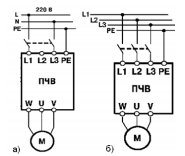 L 220 В
N
PE
L1 L2 L3 PE
ПЧВ
W U V
M
а)
L1
L2
L3
PE
L1 L2 L3 PE
ПЧВ
W U V
M
б)